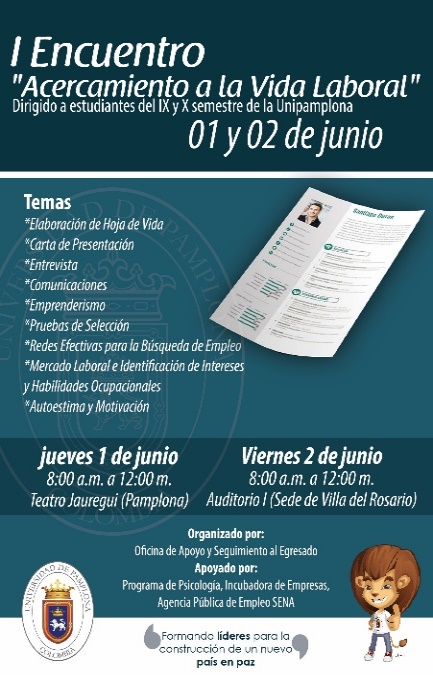 I Encuentro
"Acercamiento a la Vida Laboral"
Dirigido a estudiantes del IX y X semestre de la Unipamplona
01 y 02 de junio
Temas
*Elaboración de Hoja de Vida
*Carta de Presentación
*Entrevista
*Comunicaciones
*Emprenderismo
*Pruebas de Selección
*Redes Efectivas para la Búsqueda de Empleo
*Mercado Laboral e Identificación de Intereses
y Habilidades Ocupacionales
*Autoestima y Motivación
Santiago Duran
jueves 1 de junio
8:00 a.m. a 12:00 m.
Teatro Jauregui (Pamplona)
Viernes 2 de junio
8:00 a.m. a 12:00 m.
Auditorio I (Sede de Villa del Rosario)
Organizado por:
Oficina de Apoyo y Seguimiento al Egresado
Apoyado por:
Programa de Psicología, Incubadora de Empresas,
Agencia Pública de Empleo SENA
UNIVERSIDAD DE PAMPLONA
COLOMBIA
"Formando líderes para la
construcción de un nuevo
país en paz"